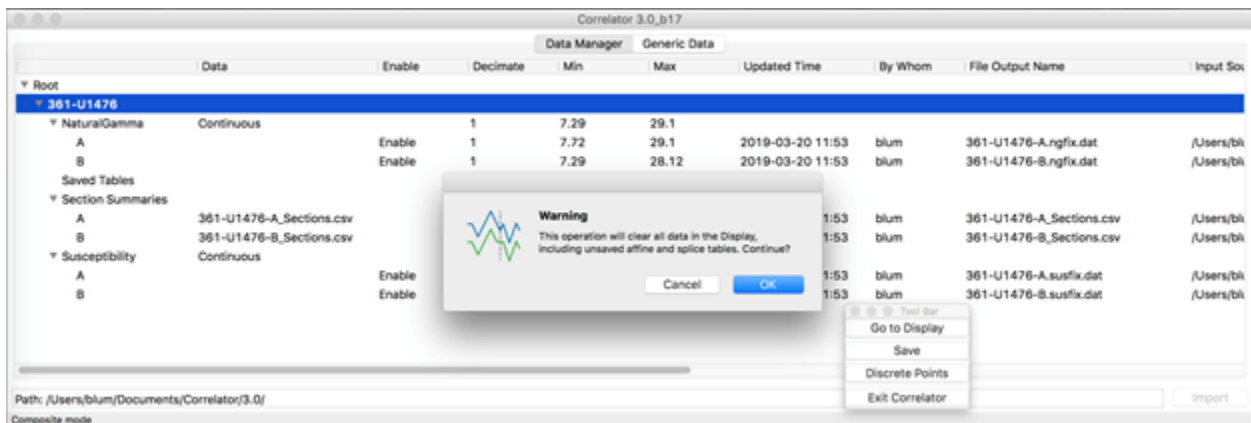 Correlator 3.0_b17
Data Manager Generic Data
Data Enable Decimate Min Max Updated Time By Whom File Output Name Input Sou
Root
361-U1476
NaturalGamma Continuous 1 7.29 29.1
A Enable 1 7.72 29.1 2019-03-20 11:53 blum 361-U1476-A.ngfix.dat /Users/blu
B Enable 1 7.29 28.12 2019-03-20 11:53 blum 361-U1476-B.ngfix.dat /Users/blu
Saved Tables
Section Summaries
A 361-U1476-A_Sections.csv 1:53 blum 361-U1476-A_Sections.csv /Users/blu
B 361-U1476-B_Sections.csv 1:53 blum 361-U1476-B_Sections.csv /Users/blu
Susceptibility Continuous
A Enable 1:53 blum 361-U1476-A.susfix.dat /Users/blu
B Enable 1:53 blum 361-U1476-B.susfix.dat /Users/blu
Warning
This operation will clear all data in the Display,
including unsaved affine and splice tables. Continue?
Cancel OK
Tool Bar
Go to Display
Save
Discrete Points
Exit Correlator
Path: /Users/blum/Documents/Correlator/3.0/ Import
Composite mode